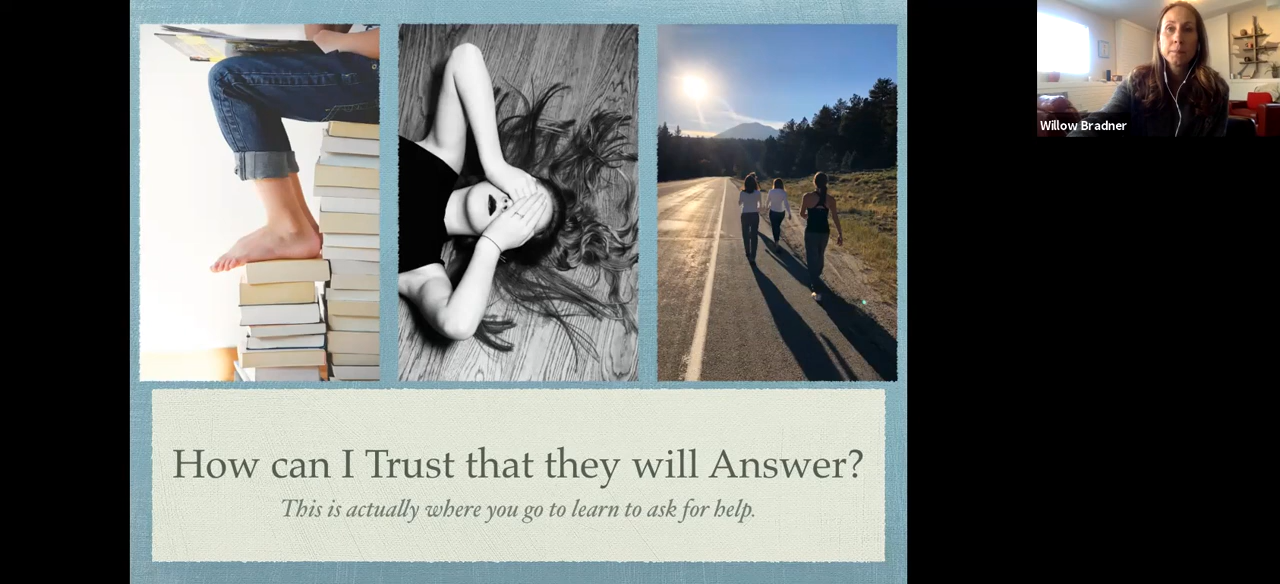 Willow Bradner
How can I Trust that they will Answer?
This is actually where you go to learn to ask for help.